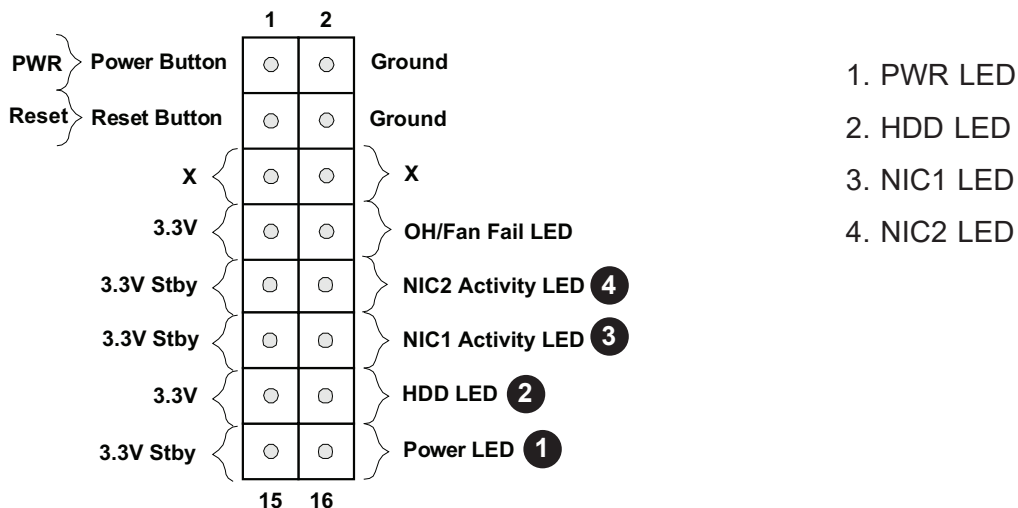 1 2
PWR Power Button Ground
Reset Reset Button Ground
X X
3.3V OH/Fan Fail LED
3.3V Stby NIC2 Activity LED 4
3.3V Stby NIC1 Activity LED 3
3.3V HDD LED 2
3.3V Stby Power LED 1
15 16
1. PWR LED
2. HDD LED
3. NIC1 LED
4. NIC2 LED